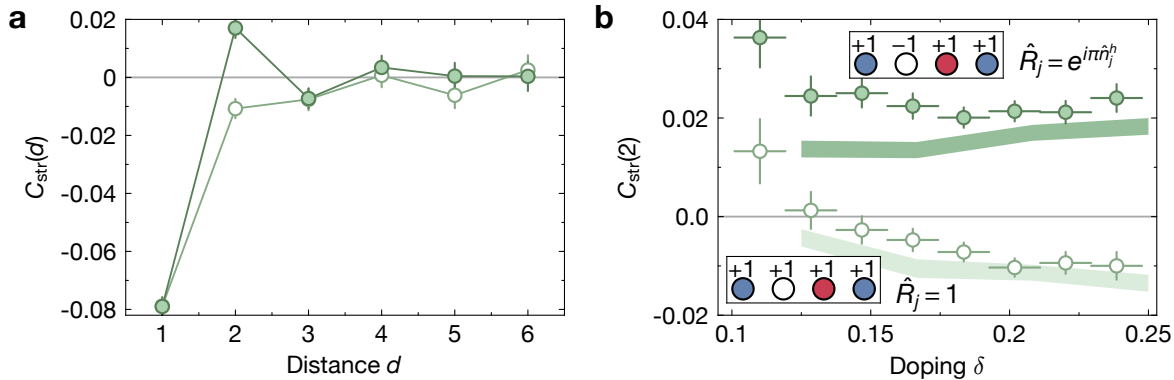 a
0.02
0
-0.02
-0.04
-0.06
-0.08
C_str(d)
1 2 3 4 5 6
Distance d
b
0.04
0.02
0.0
-0.02
C_str(2)
+1 −1 +1 +1
R̂_j = e^{iπn̂_j^h}
+1 +1 +1 +1
R̂_j = 1
0.1 0.15 0.2 0.25
Doping δ